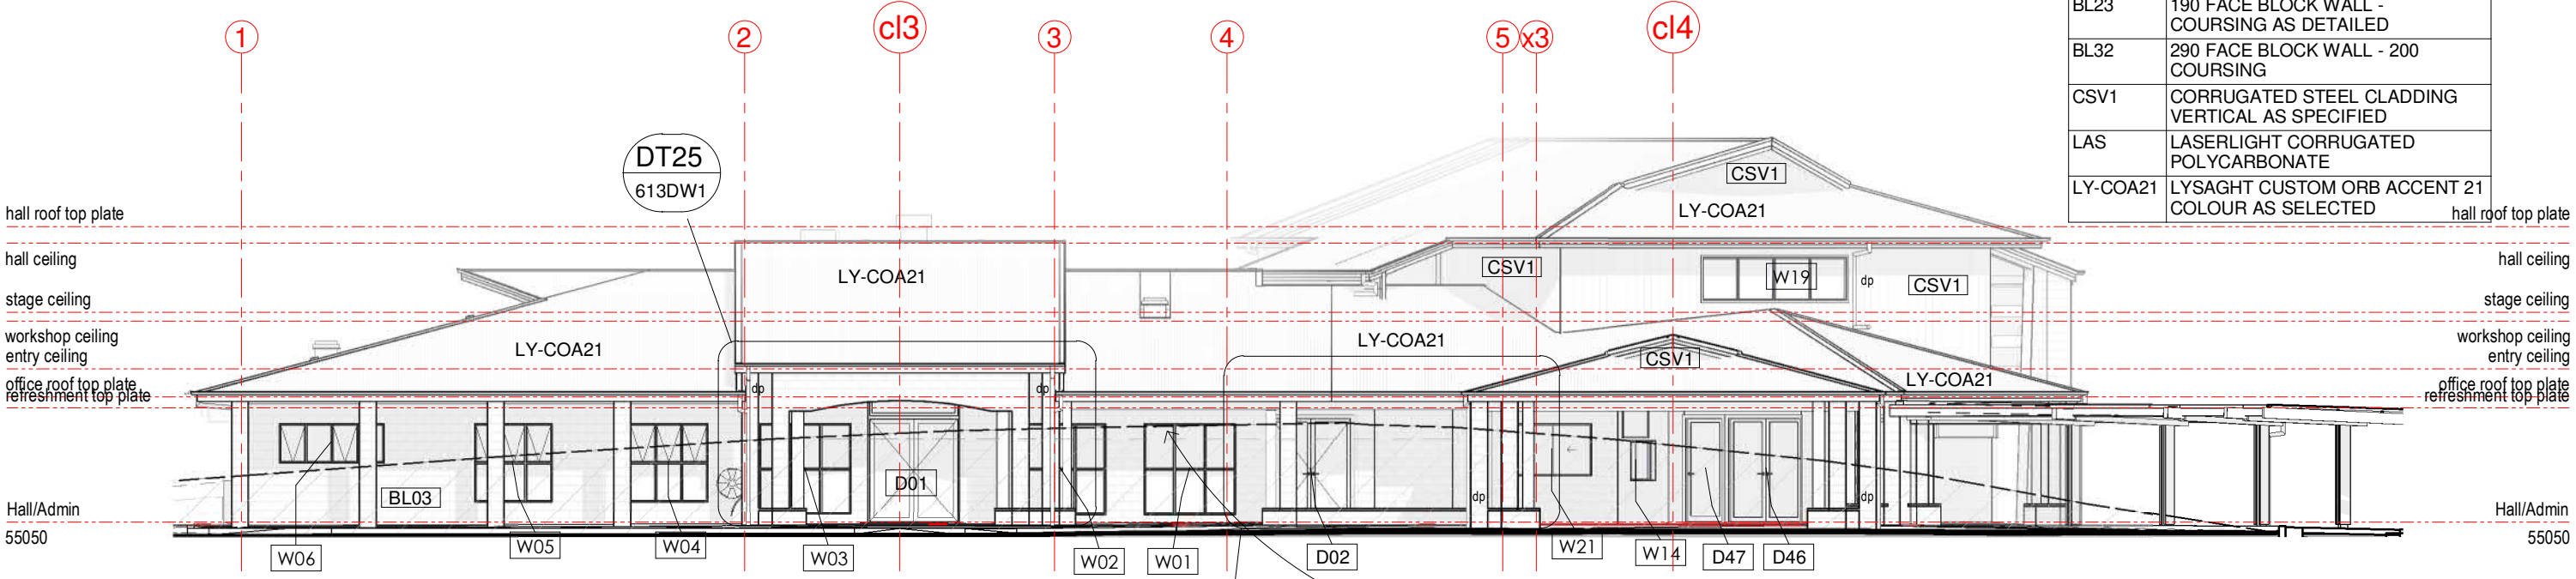 1
2
cl3
3
4
5
x3
cl4
BL23
190 FACE BLOCK WALL -
COURSING AS DETAILED
BL32
290 FACE BLOCK WALL - 200
COURSING
CSV1
CORRUGATED STEEL CLADDING
VERTICAL AS SPECIFIED
LAS
LASERLIGHT CORRUGATED
POLYCARBONATE
LY-COA21
LYSAGHT CUSTOM ORB ACCENT 21
COLOUR AS SELECTED
DT25
613DW1
hall roof top plate
hall ceiling
stage ceiling
workshop ceiling
entry ceiling
office roof top plate
refreshment top plate
Hall/Admin
55050
hall roof top plate
hall ceiling
stage ceiling
workshop ceiling
entry ceiling
office roof top plate
refreshment top plate
Hall/Admin
55050
CSV1
LY-COA21
LY-COA21
CSV1
W19
dp
CSV1
LY-COA21
LY-COA21
CSV1
LY-COA21
dp
dp
BL03
D01
dp
dp
W06
W05
W04
W03
W02
W01
D02
W21
W14
D47
D46